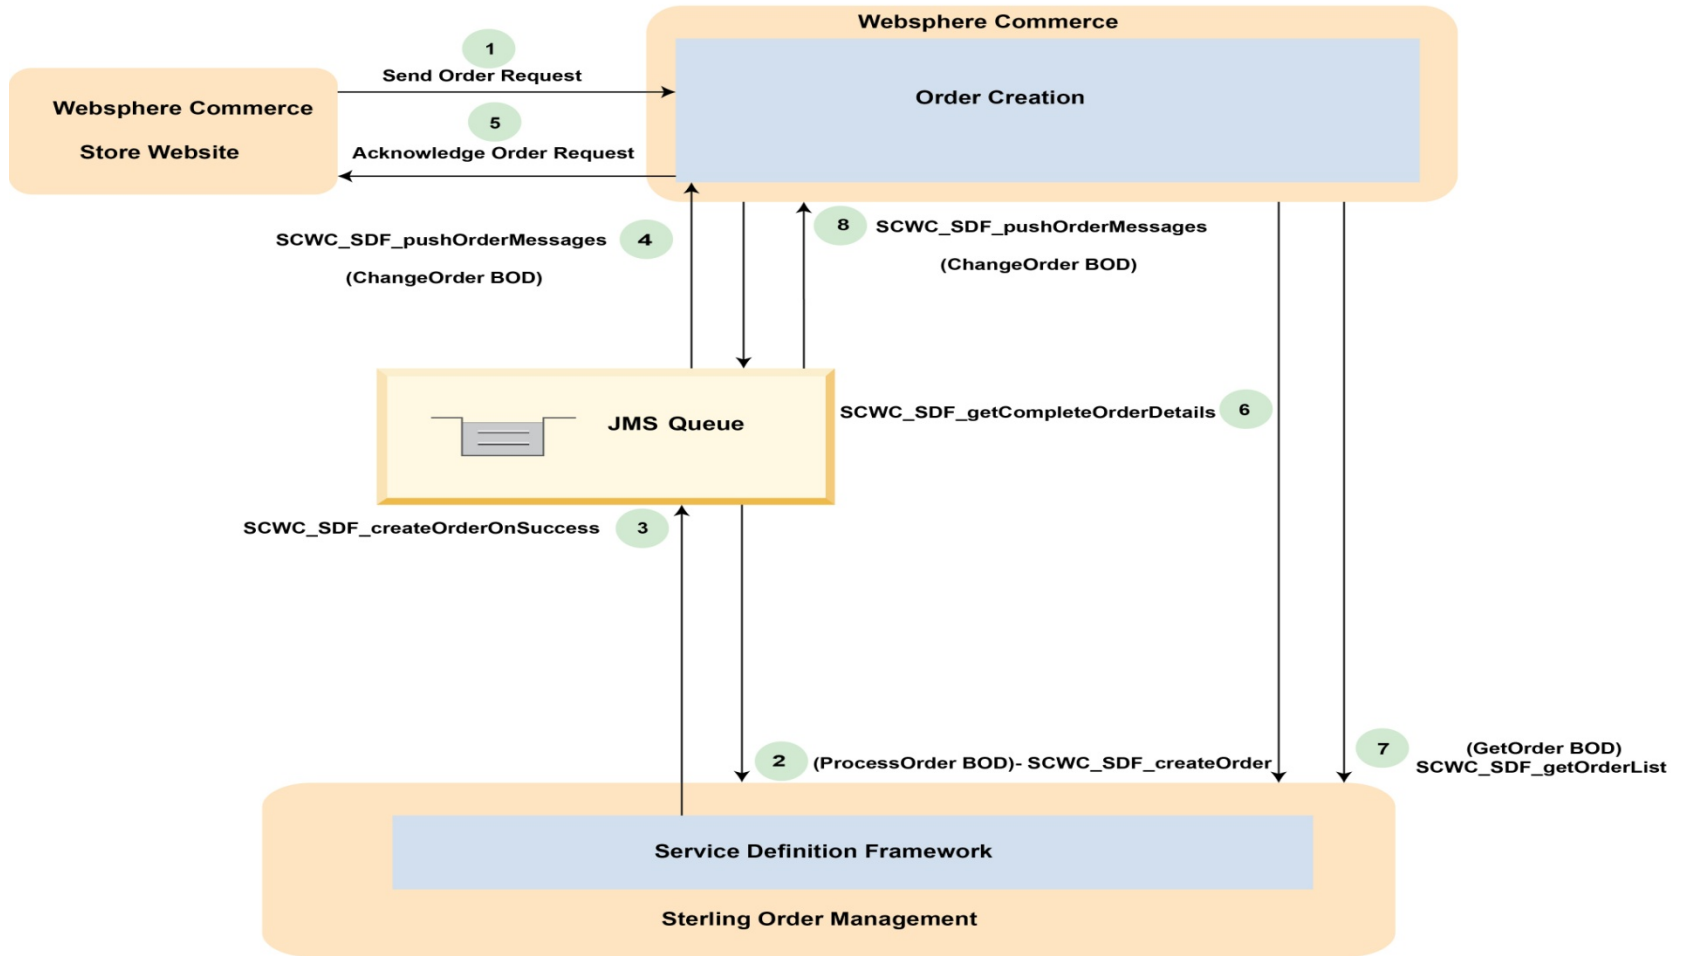 Websphere Commerce
1
Send Order Request
Order Creation
Websphere Commerce
Store Website
5
Acknowledge Order Request
SCWC_SDF_pushOrderMessages
4
(ChangeOrder BOD)
8
SCWC_SDF_pushOrderMessages
(ChangeOrder BOD)
JMS Queue
SCWC_SDF_getCompleteOrderDetails
6
SCWC_SDF_createOrderOnSuccess
3
2
(ProcessOrder BOD)- SCWC_SDF_createOrder
7
(GetOrder BOD)
SCWC_SDF_getOrderList
Service Definition Framework
Sterling Order Management